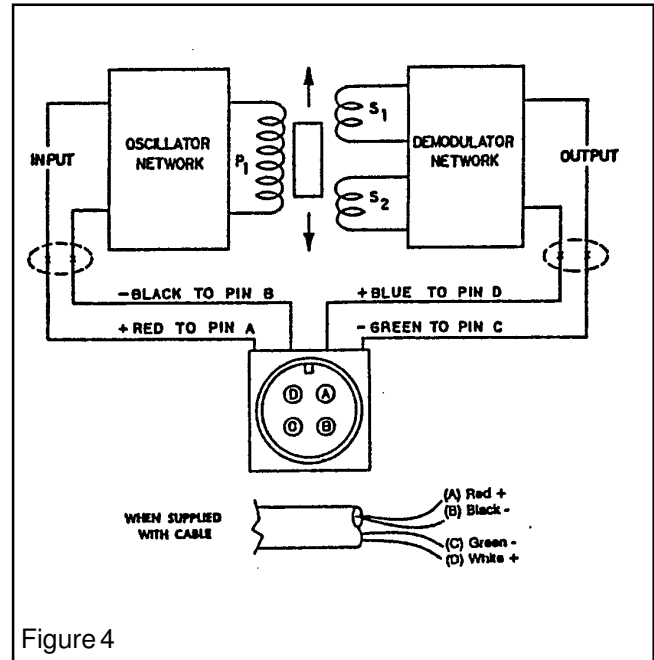 OSCILLATOR
NETWORK
P1
S1
S2
DEMODULATOR
NETWORK
INPUT
OUTPUT
-BLACK TO PIN B
+BLUE TO PIN D
+RED TO PIN A
-GREEN TO PIN C
D A
C B
WHEN SUPPLIED
WITH CABLE
(A) Red +
(B) Black -
(C) Green -
(D) White +
Figure 4